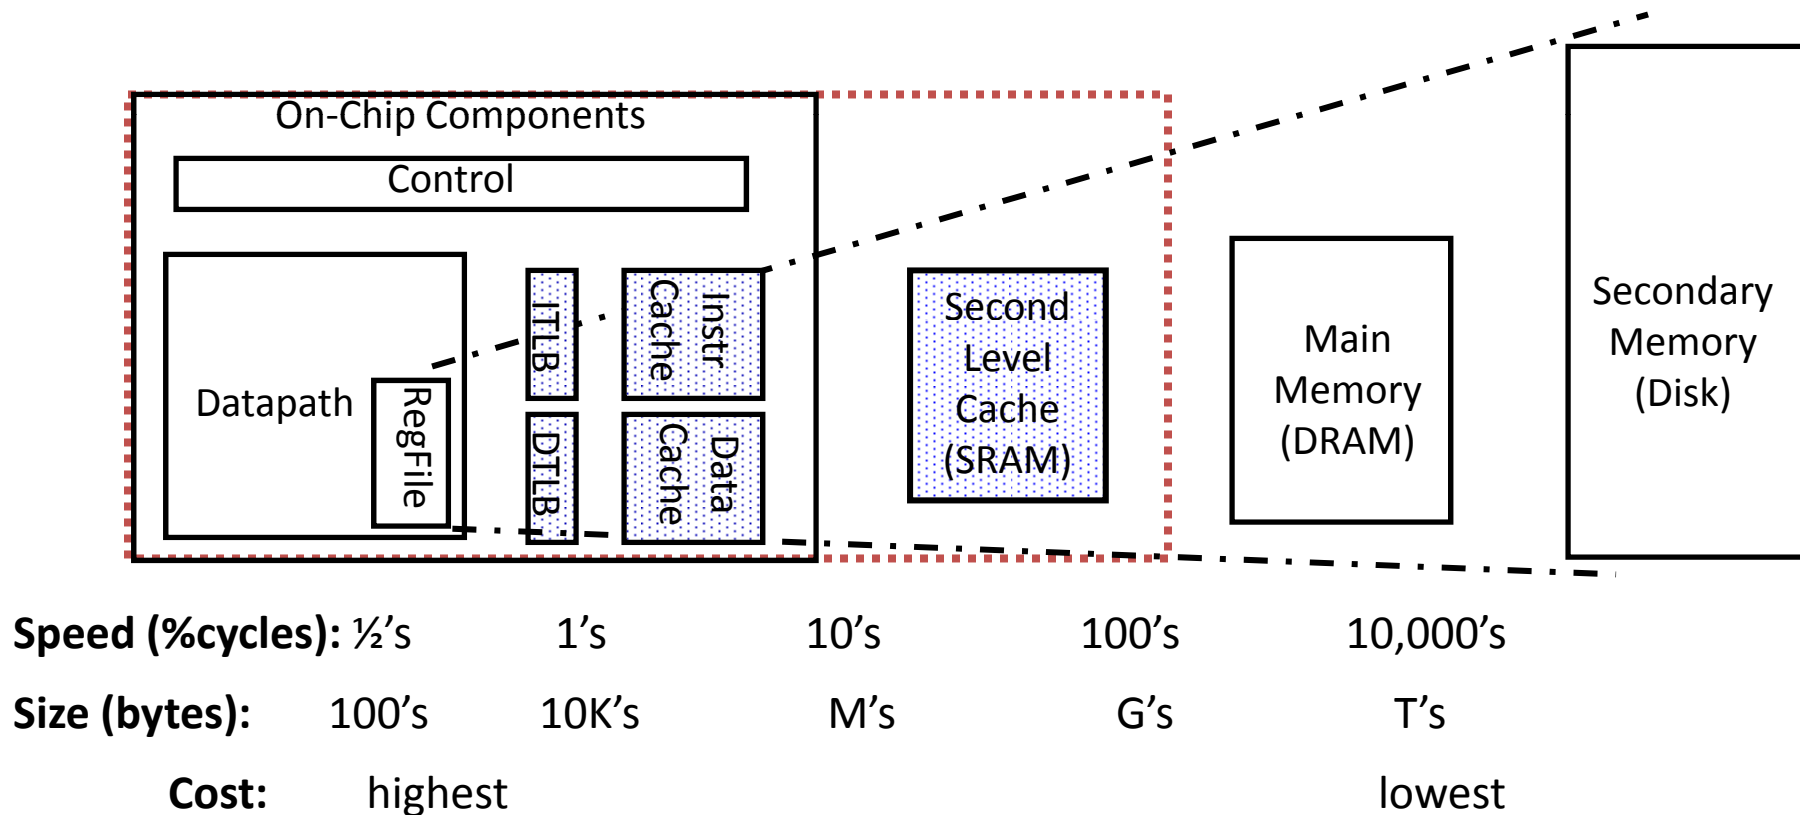 On-Chip Components
Control
Datapath
RegFile
ITLB
DTLB
Instr
Cache
Data
Cache
Second
Level
Cache
(SRAM)
Main
Memory
(DRAM)
Secondary
Memory
(Disk)
Speed (%cycles): ½’s 1’s 10’s 100’s 10,000’s
Size (bytes): 100’s 10K’s M’s G’s T’s
Cost: highest lowest